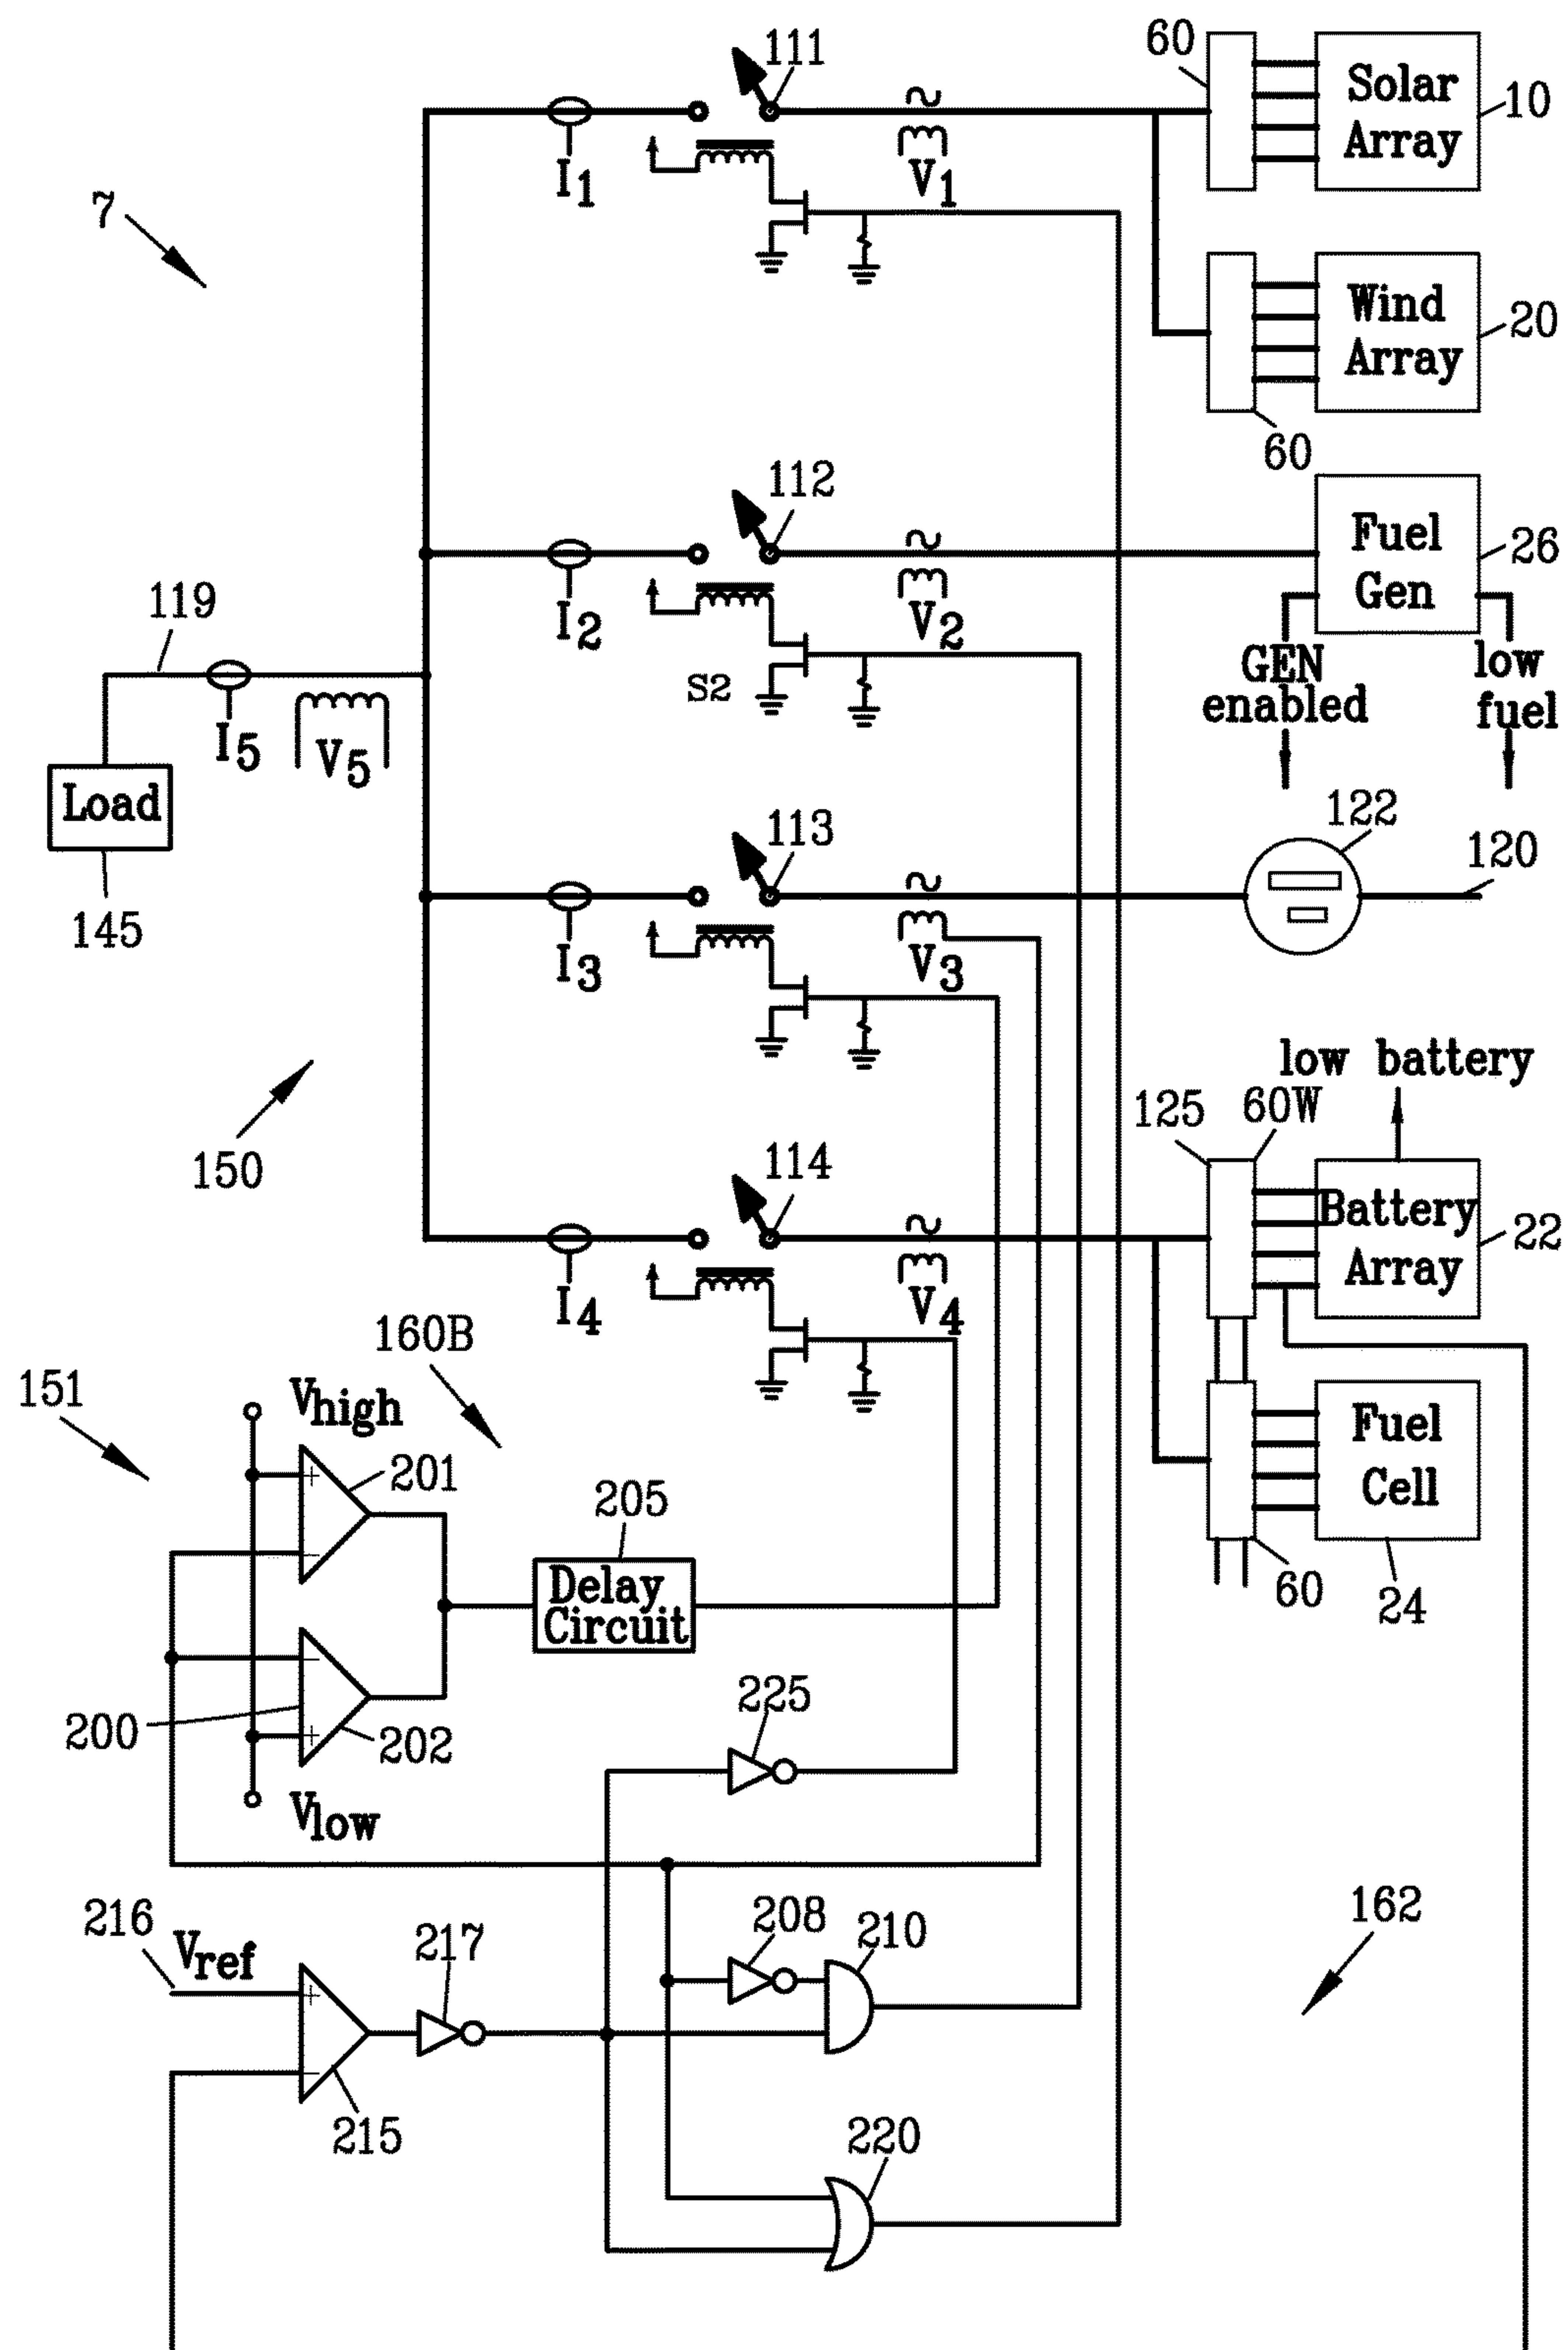 111
60
Solar
Array
10
I1
V1
7
Wind
Array
20
60
112
Fuel
Gen
26
I2
V2
119
GEN
enabled
low
fuel
S2
I5
V5
Load
145
113
122
120
I3
V3
low battery
125
60W
150
114
Battery
Array
22
I4
V4
160B
151
Vhigh
201
205
Delay
Circuit
Fuel
Cell
60
24
200
202
225
Vlow
216
Vref
217
208
210
162
215
220
+
−
−
+
+
−